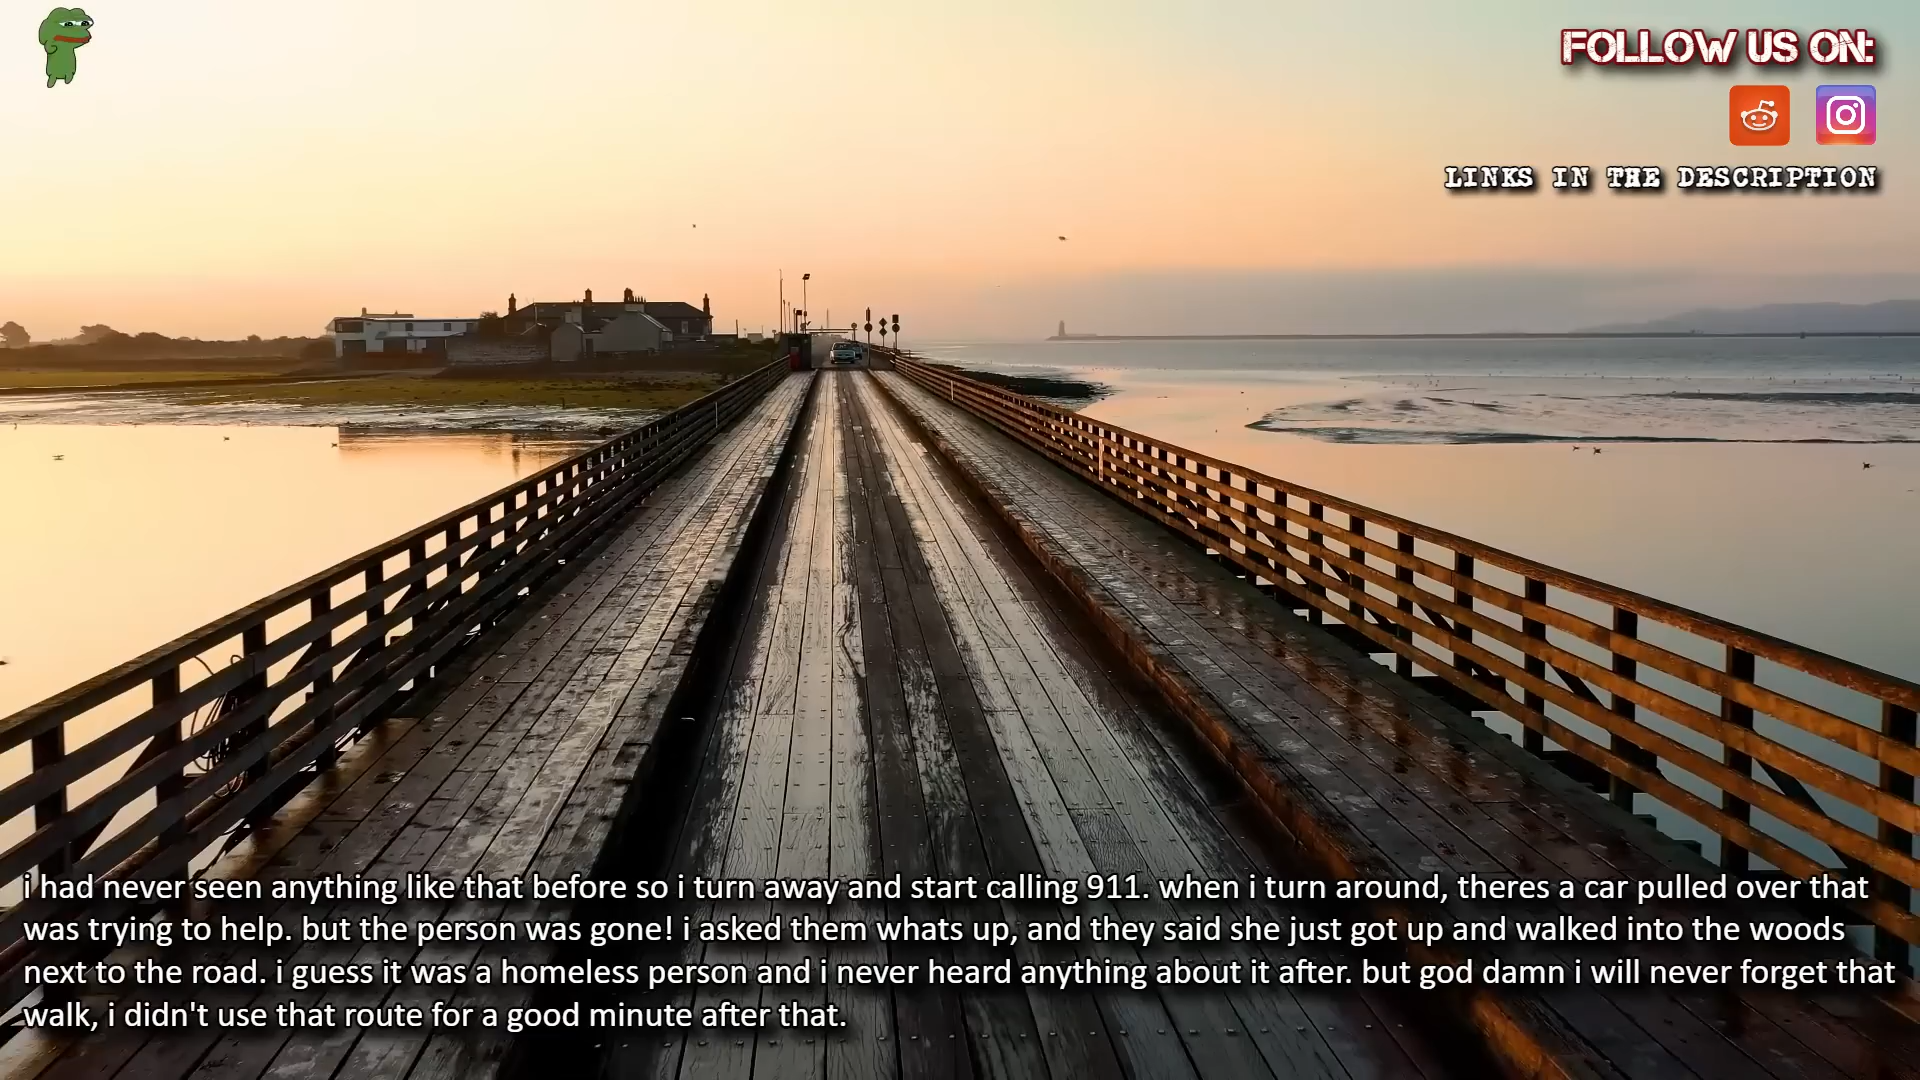 FOLLOW US ON:
LINKS IN THE DESCRIPTION
i had never seen anything like that before so i turn away and start calling 911. when i turn around, theres a car pulled over that
was trying to help. but the person was gone! i asked them whats up, and they said she just got up and walked into the woods
next to the road. i guess it was a homeless person and i never heard anything about it after. but god damn i will never forget that
walk, i didn't use that route for a good minute after that.